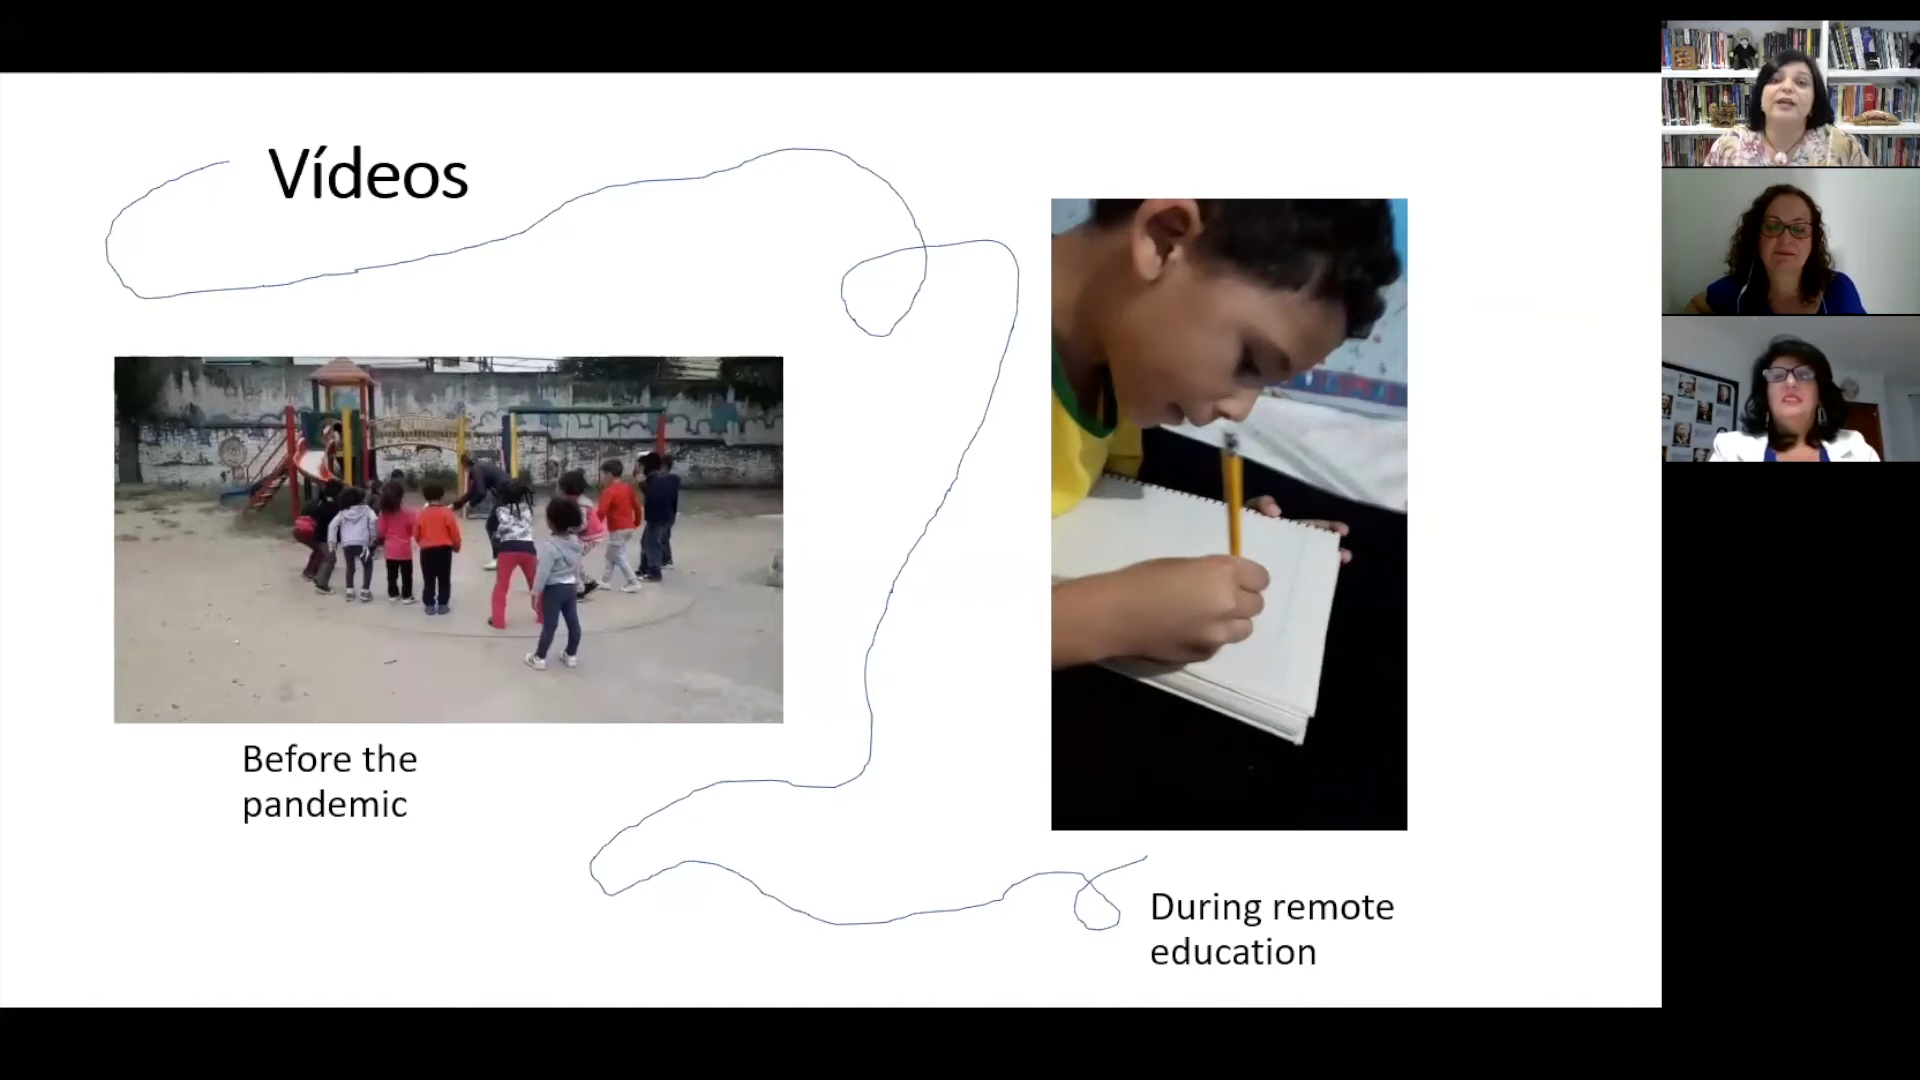 Vídeos
Before the
pandemic
During remote
education